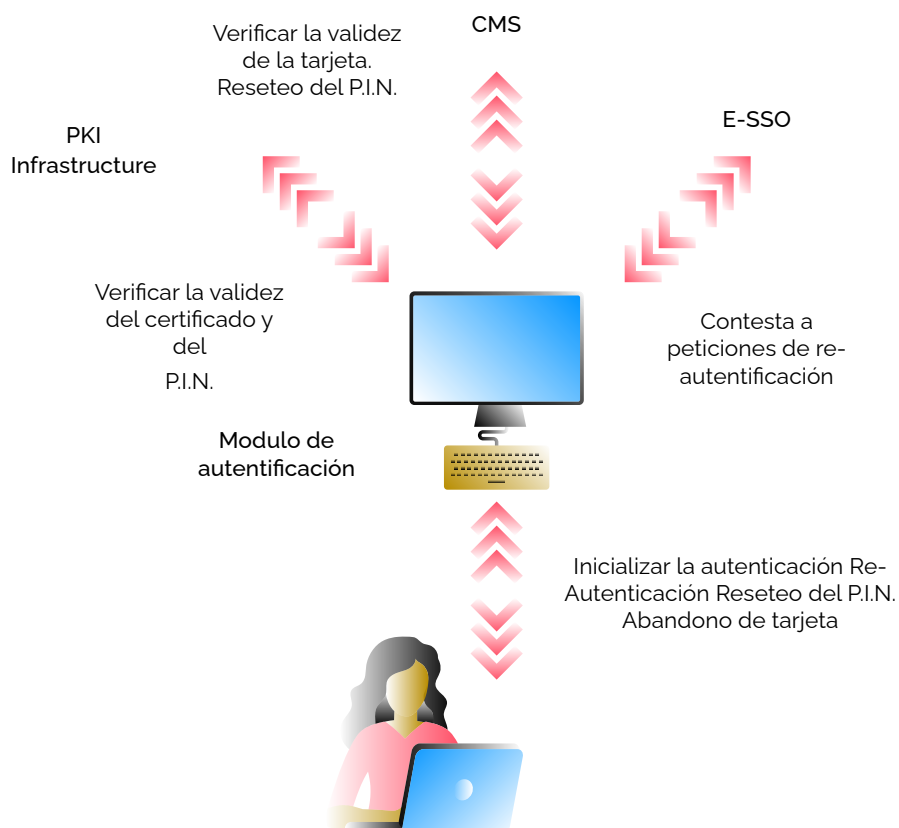 CMS
Verificar la validez
de la tarjeta.
Reseteo del P.I.N.
E-SSO
PKI
Infrastructure
Verificar la validez
del certificado y
del
P.I.N.
Contesta a
peticiones de re-
autentificación
Modulo de
autentificación
Inicializar la autenticación Re-
Autenticación Reseteo del P.I.N.
Abandono de tarjeta